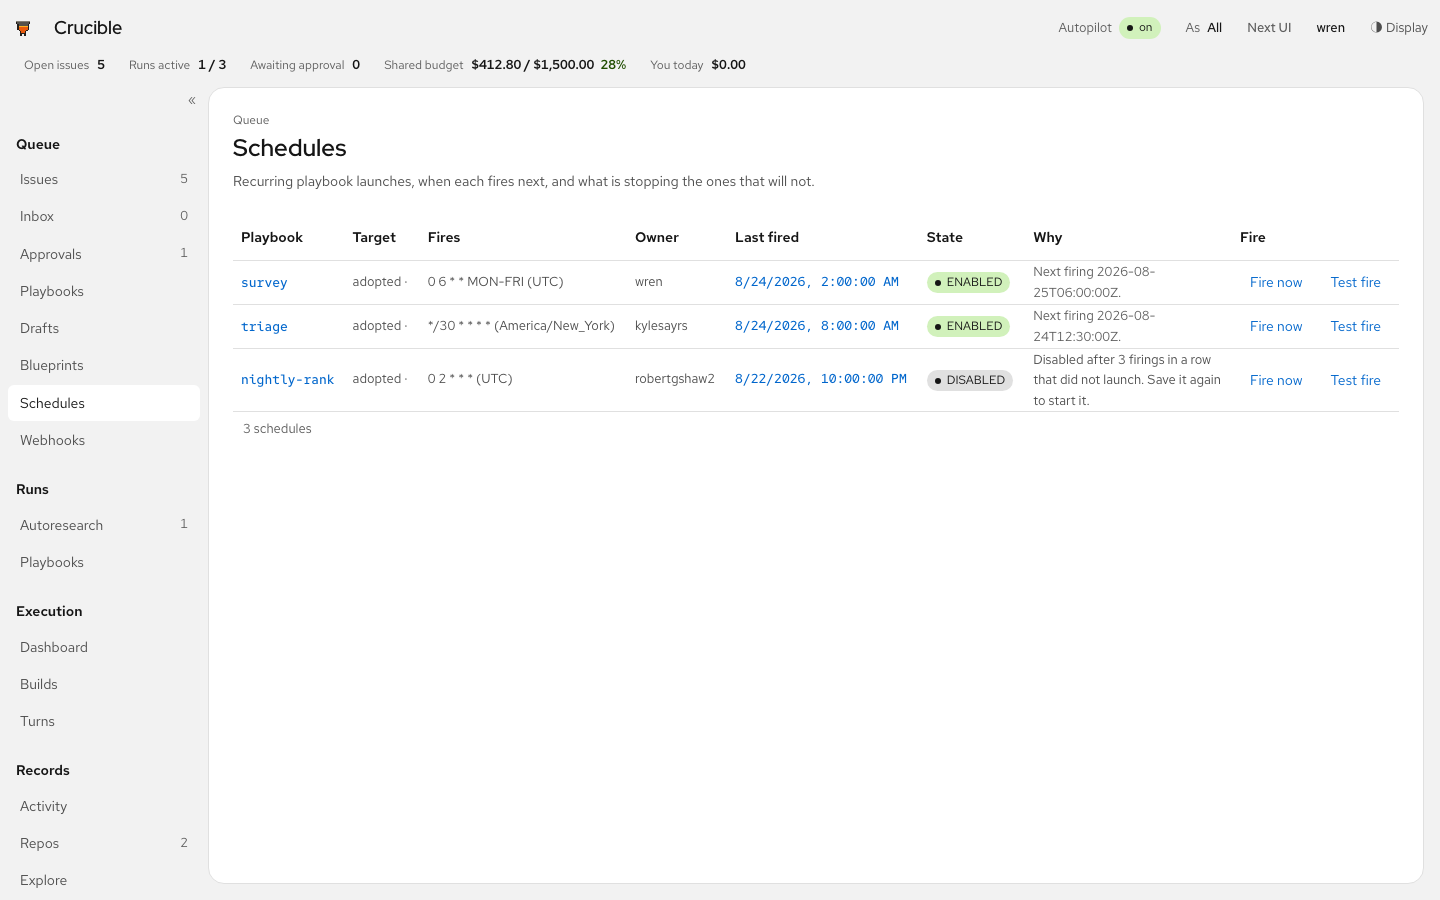 Crucible
Autopilot on As All Next UI wren Display
Open issues 5 Runs active 1 / 3 Awaiting approval 0 Shared budget $412.80 / $1,500.00 28% You today $0.00
«
Queue
Issues 5
Inbox 0
Approvals 1
Playbooks
Drafts
Blueprints
Schedules
Webhooks
Runs
Autoresearch 1
Playbooks
Execution
Dashboard
Builds
Turns
Records
Activity
Repos 2
Explore
Queue
Schedules
Recurring playbook launches, when each fires next, and what is stopping the ones that will not.
Playbook Target Fires Owner Last fired State Why Fire
survey adopted · 0 6 * * MON-FRI (UTC) wren 8/24/2026, 2:00:00 AM ENABLED Next firing 2026-08-
25T06:00:00Z. Fire now Test fire
triage adopted · */30 * * * * (America/New_York) kylesayrs 8/24/2026, 8:00:00 AM ENABLED Next firing 2026-08-
24T12:30:00Z. Fire now Test fire
nightly-rank adopted · 0 2 * * * (UTC) robertgshaw2 8/22/2026, 10:00:00 PM DISABLED Disabled after 3 firings in a row
that did not launch. Save it again
to start it. Fire now Test fire
3 schedules